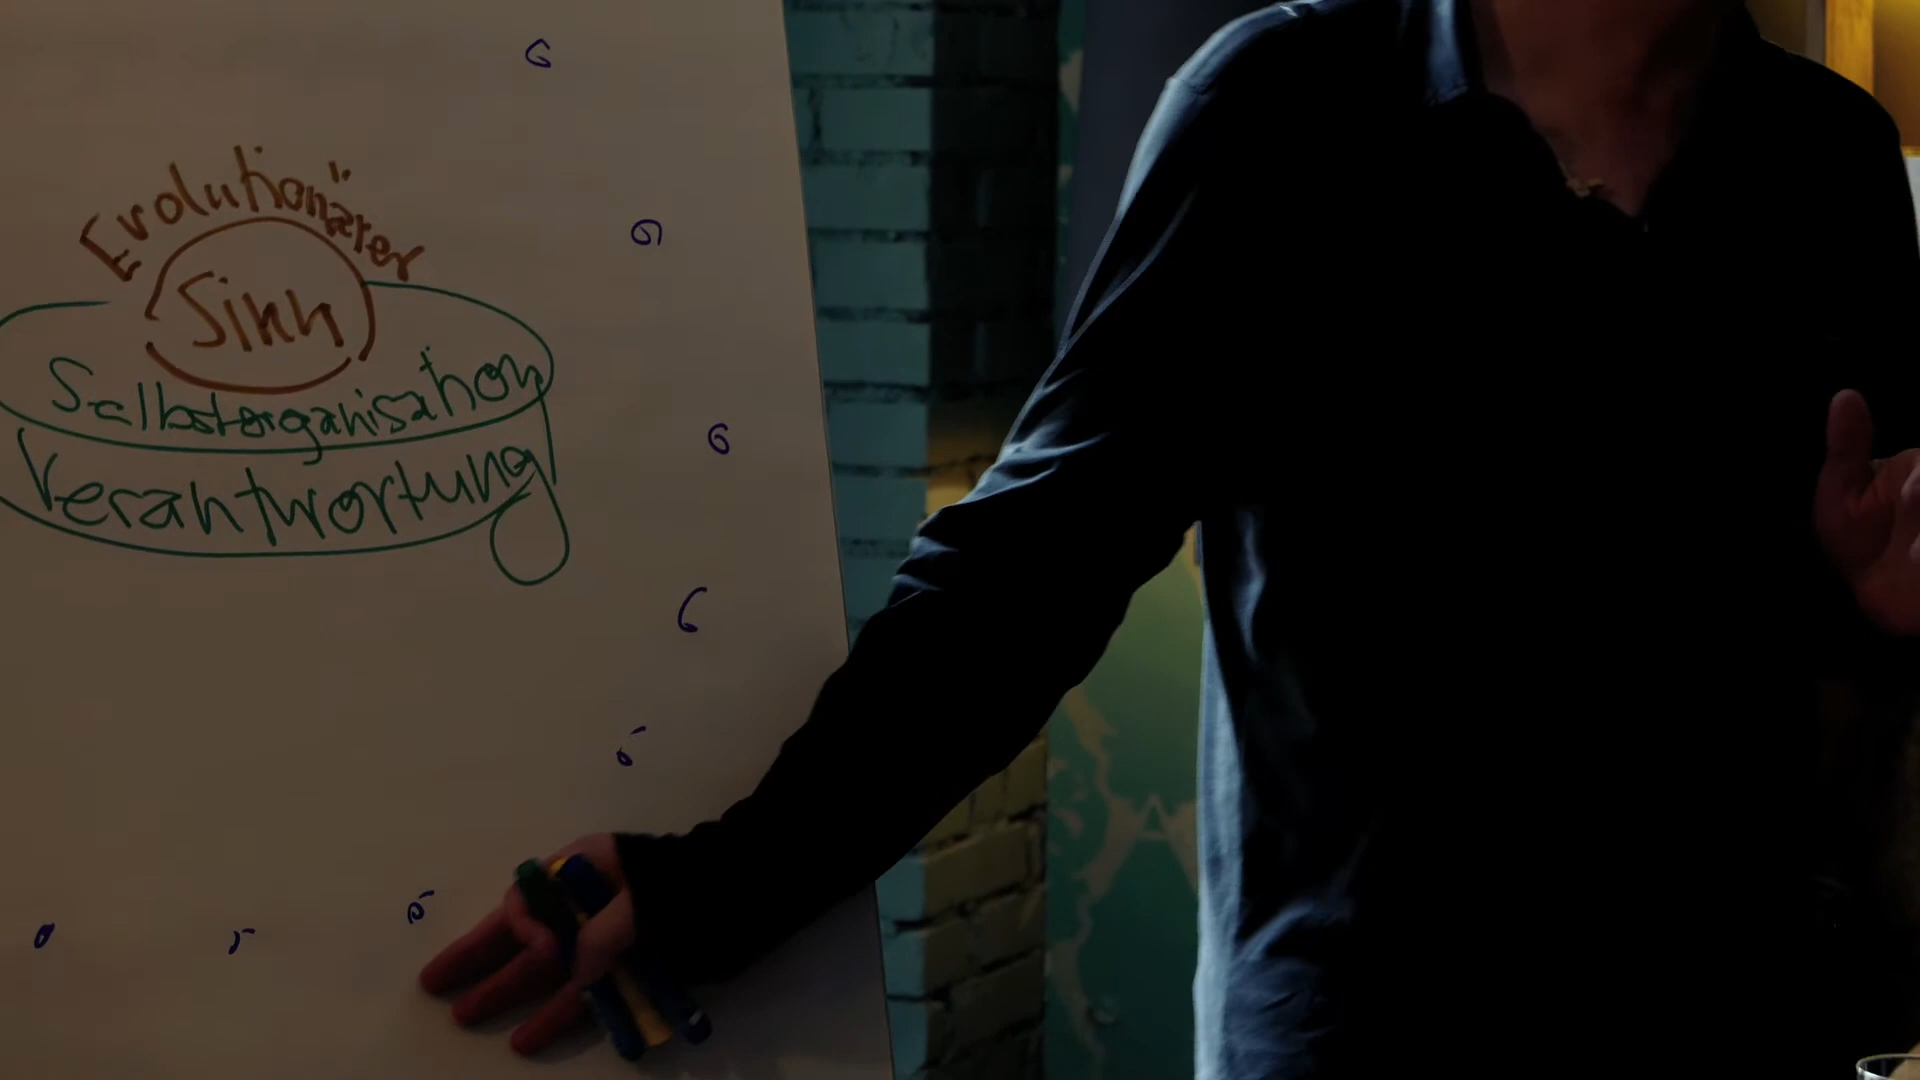 Evolutionärer
Sinn
Selbstorganisation
Verantwortung